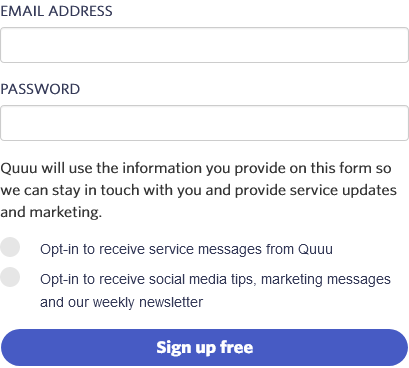 EMAIL ADDRESS
PASSWORD
Quuu will use the information you provide on this form so
we can stay in touch with you and provide service updates
and marketing.
Opt-in to receive service messages from Quuu
Opt-in to receive social media tips, marketing messages
and our weekly newsletter
Sign up free